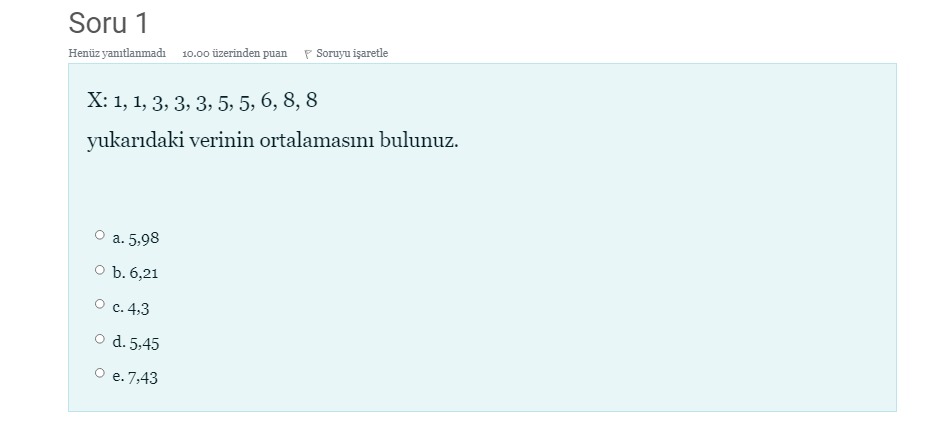 Soru 1
Henüz yanıtlanmadı 10.00 üzerinden puan Soruyu işaretle
X: 1, 1, 3, 3, 3, 5, 5, 6, 8, 8
yukarıdaki verinin ortalamasını bulunuz.
a. 5,98
b. 6,21
c. 4,3
d. 5,45
e. 7,43